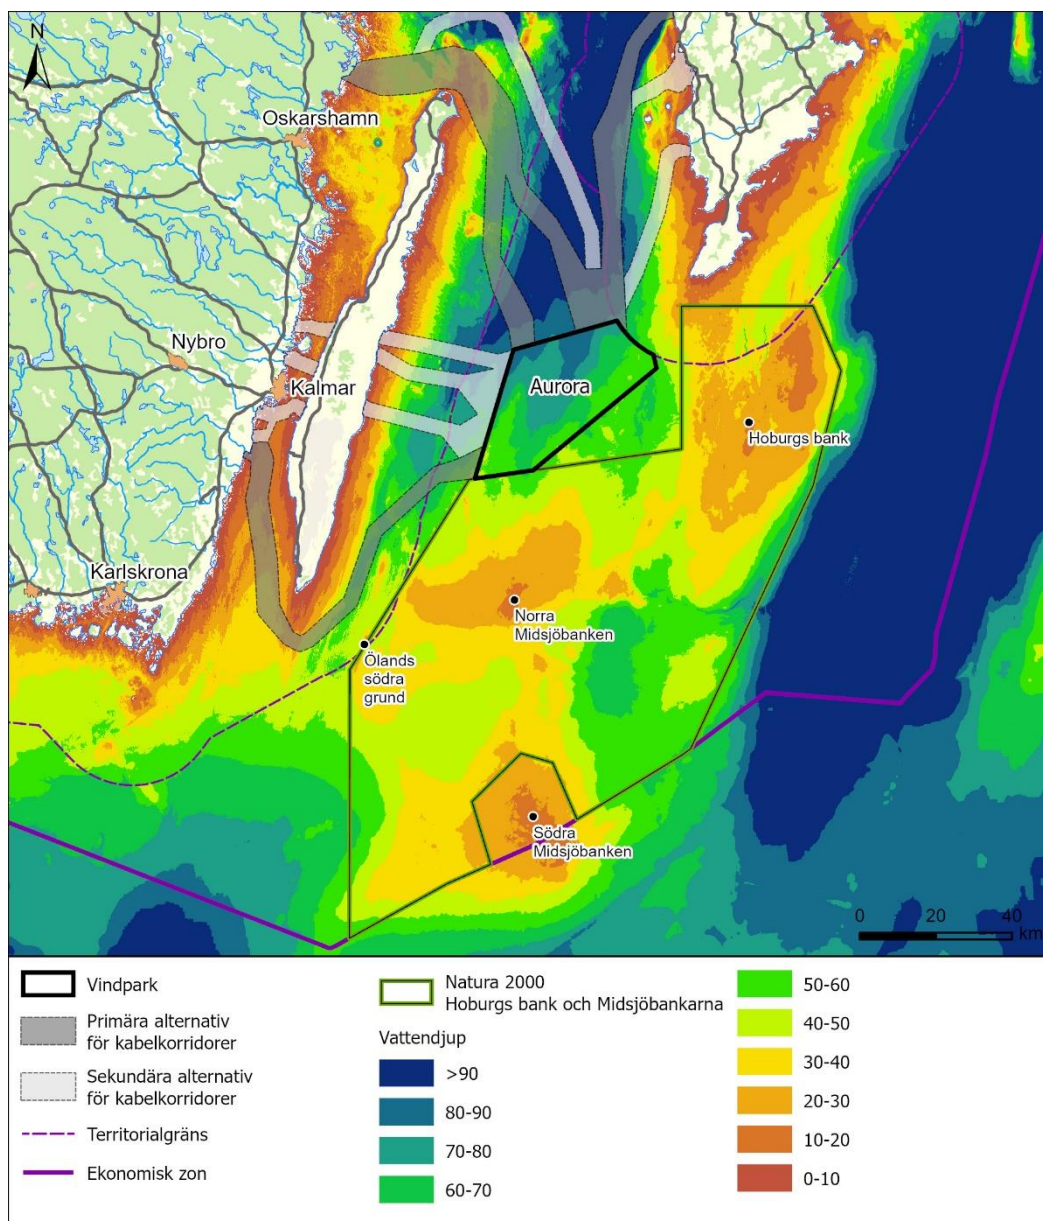 N
Oskarshamn
Nybro
Kalmar
Aurora
Hoburgs bank
Karlskrona
Norra
Midsjöbanken
Ölands
södra
grund
Södra
Midsjöbanken
0 20 40
km
Vindpark
Primära alternativ
för kabelkorridorer
Sekundära alternativ
för kabelkorridorer
Territorialgräns
Ekonomisk zon
Natura 2000
Hoburgs bank och Midsjöbankarna
Vattendjup
>90
80-90
70-80
60-70
50-60
40-50
30-40
20-30
10-20
0-10